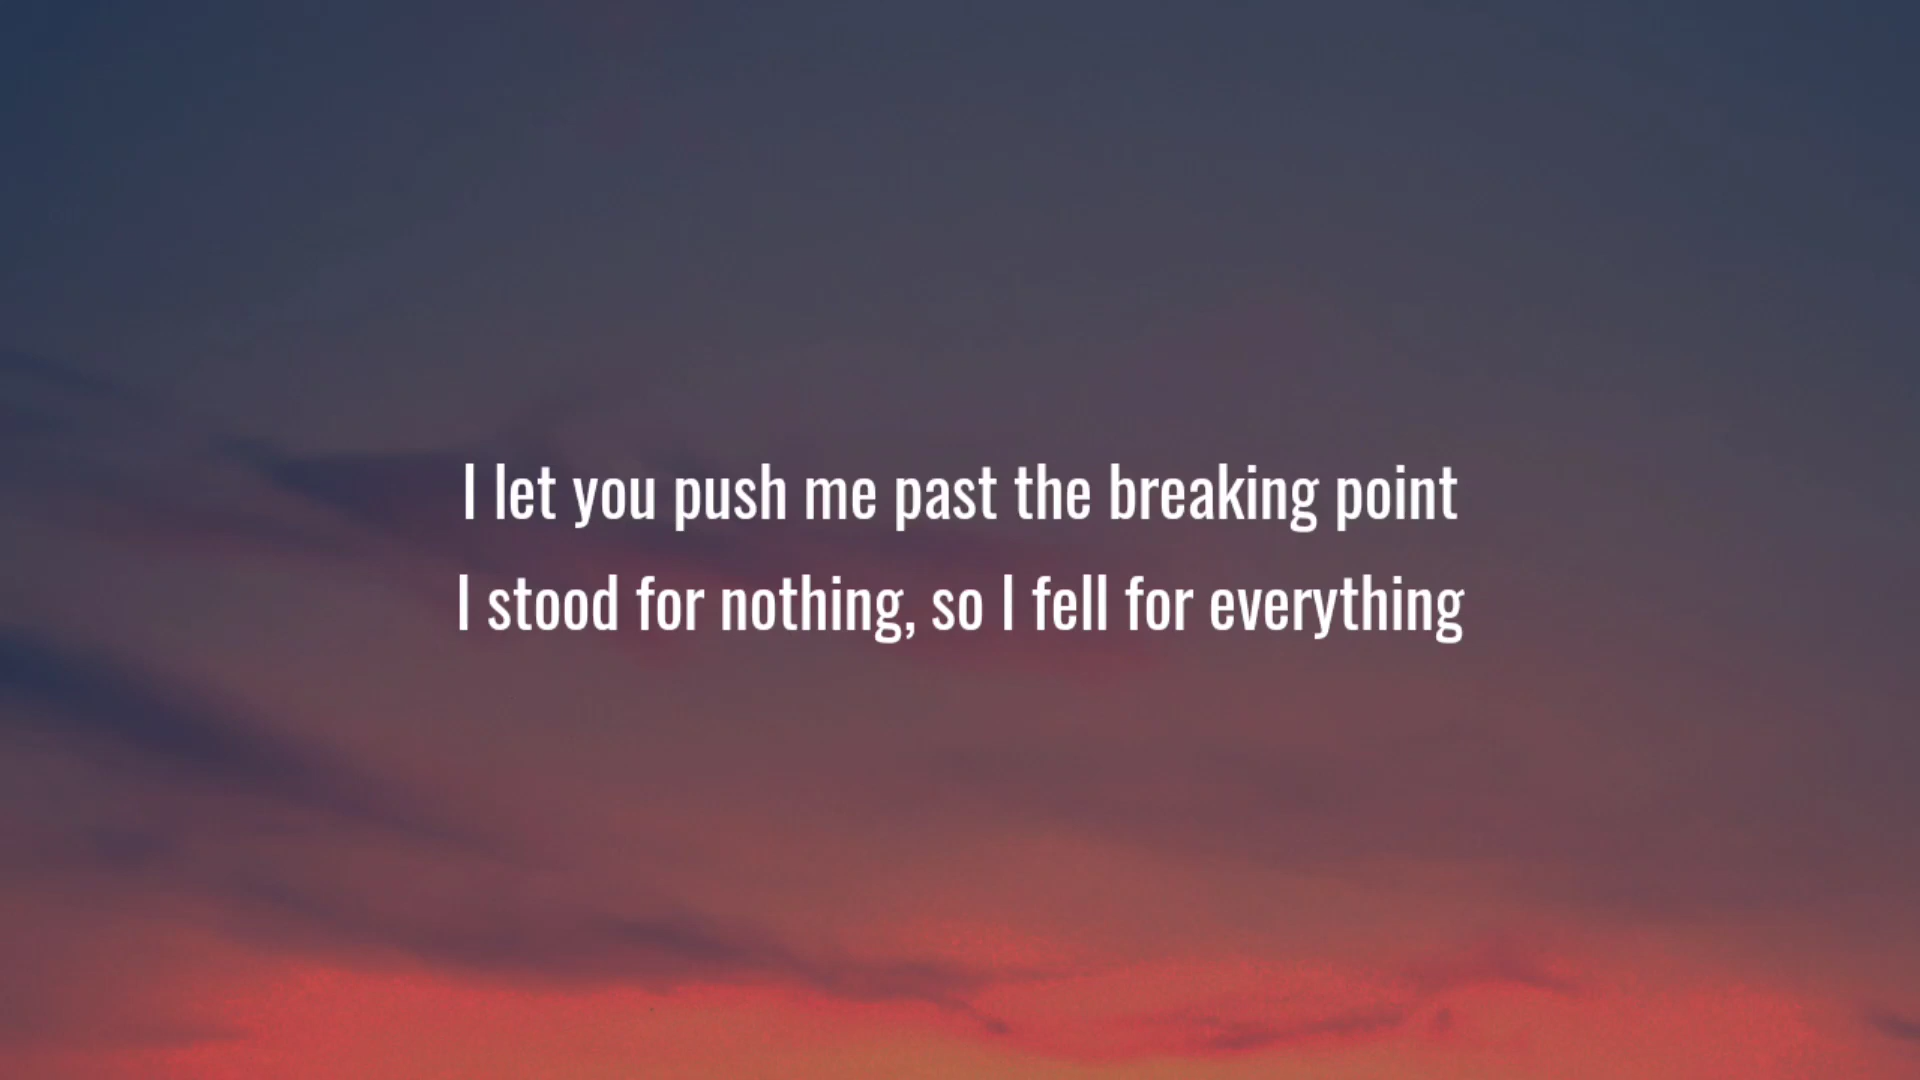 I let you push me past the breaking point
I stood for nothing, so I fell for everything